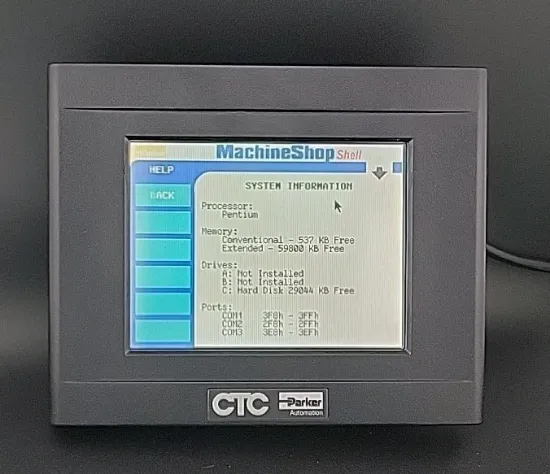 MachineShop Shell
HELP
BACK
SYSTEM INFORMATION
Processor:
Pentium
Memory:
Conventional - 537 KB Free
Extended - 59800 KB Free
Drives:
A: Not Installed
B: Not Installed
C: Hard Disk 29044 KB Free
Ports:
COM1 3F8h - 3FFh
COM2 2F8h - 2FFh
COM3 3E8h - 3EFh
CTC Parker
Automation